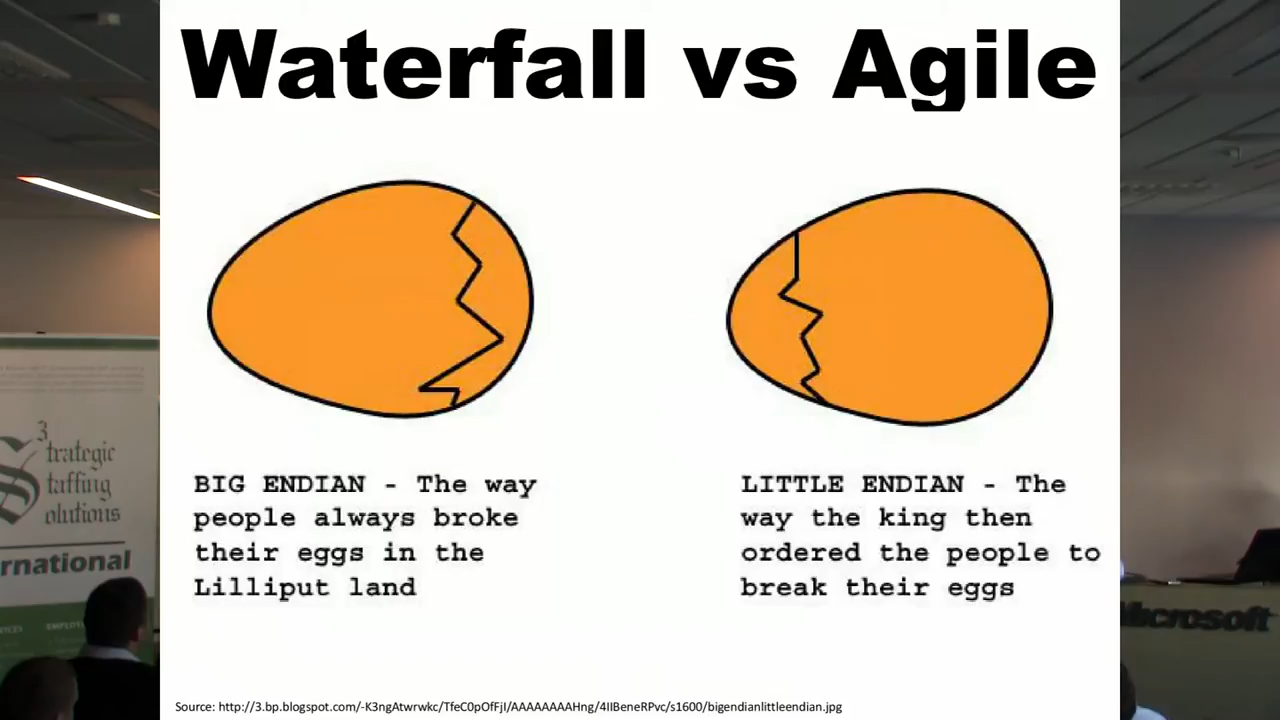 Waterfall vs Agile
BIG ENDIAN - The way
people always broke
their eggs in the
Lilliput land
LITTLE ENDIAN - The
way the king then
ordered the people to
break their eggs
Source: http://3.bp.blogspot.com/-K3ngAtwrwkc/TfeC0pOfFjI/AAAAAAAAHng/4IIBeneRPvc/s1600/bigendianlittleendian.jpg
S3trategic
taffing
olutions
rnational
EMPLOY
Microsoft